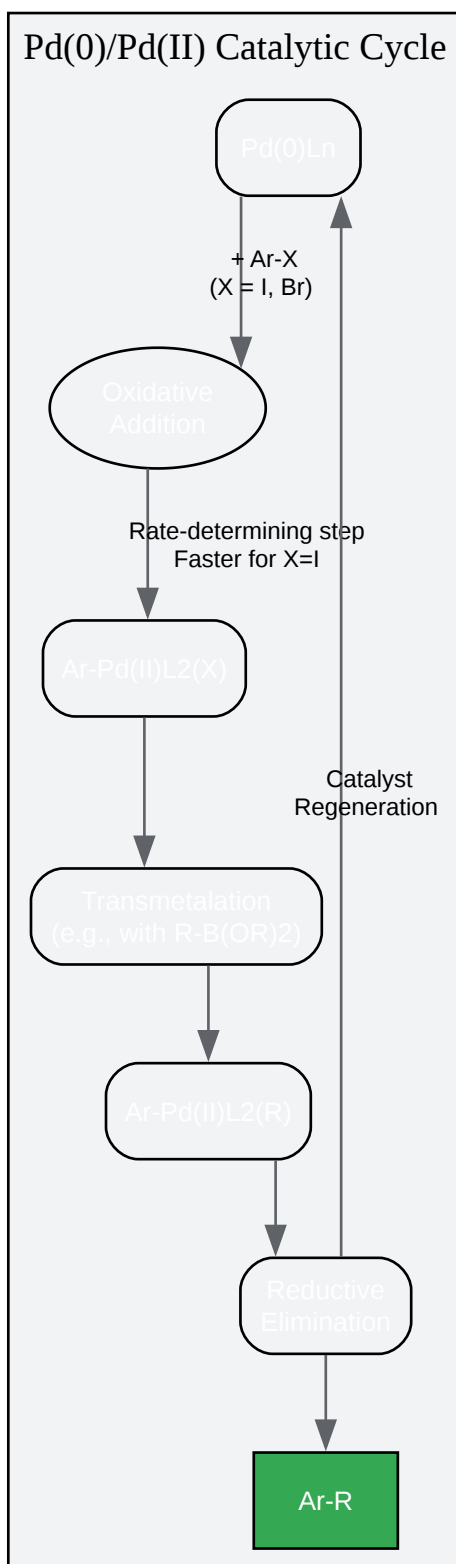 Pd(0)/Pd(II) Catalytic Cycle
Pd(0)Ln
+ Ar-X
(X = I, Br)
Oxidative
Addition
Rate-determining step
Faster for X=I
Ar-Pd(II)L2(X)
Catalyst
Regeneration
Transmetalation
(e.g., with R-B(OR)2)
Ar-Pd(II)L2(R)
Reductive
Elimination
Ar-R